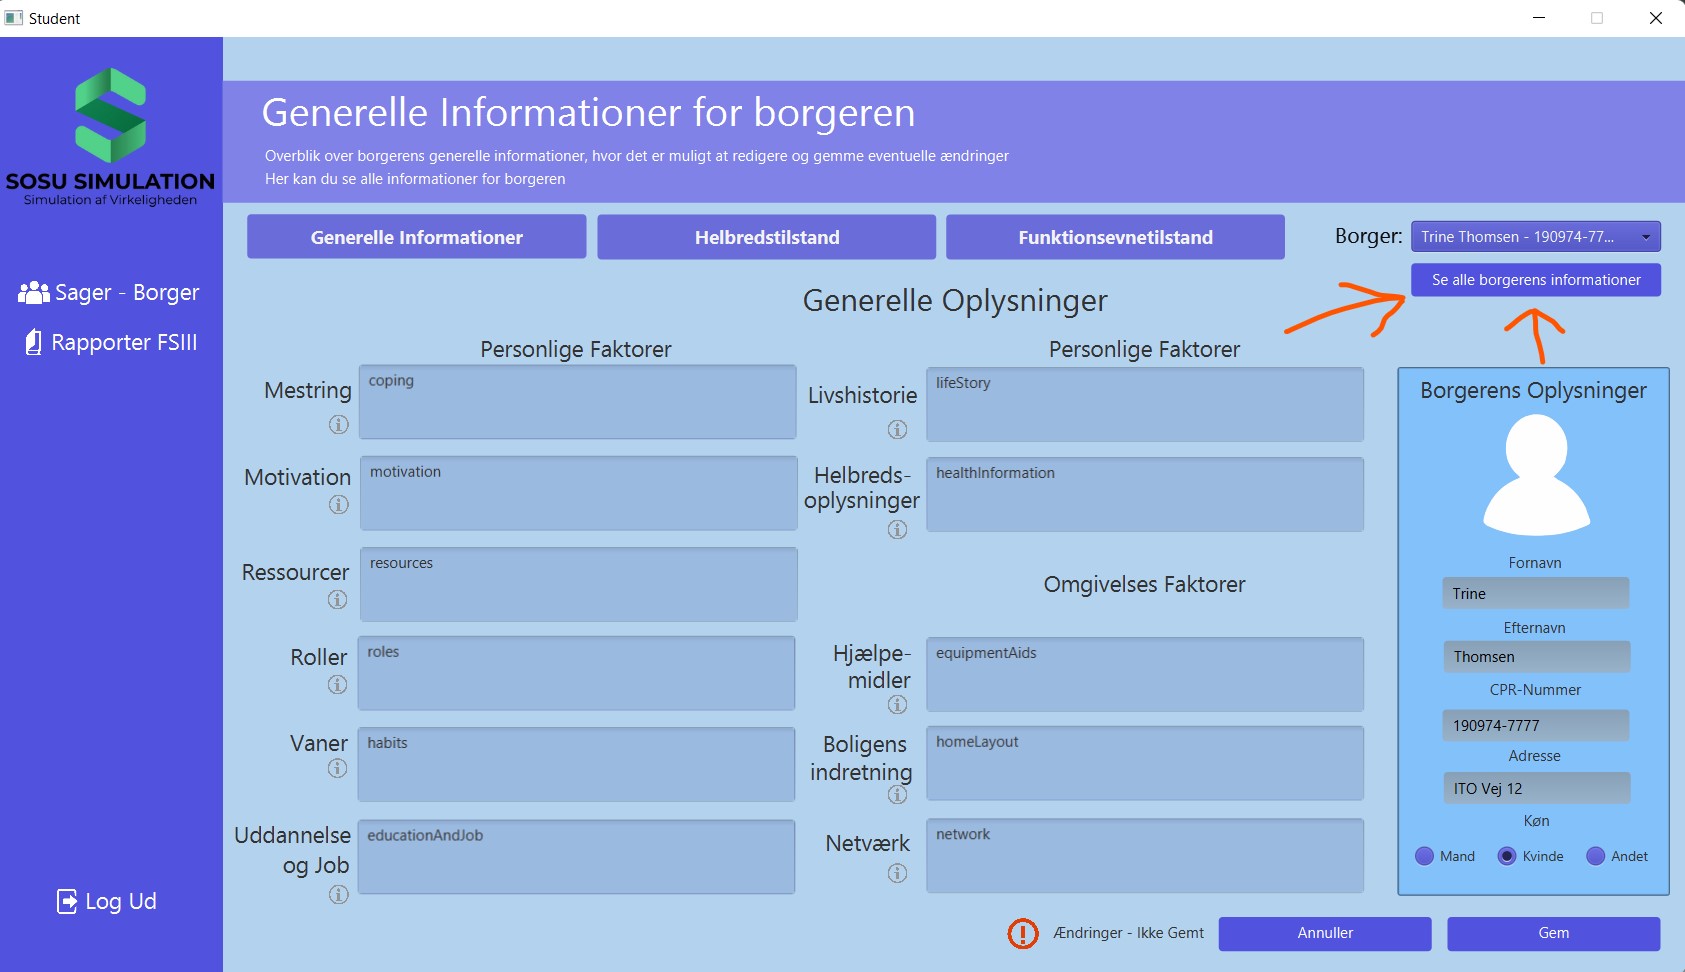 Student
SOSU SIMULATION
Simulation af Virkeligheden
Sager - Borger
Rapporter FSIII
Log Ud
Generelle Informationer for borgeren
Overblik over borgerens generelle informationer, hvor det er muligt at redigere og gemme eventuelle ændringer
Her kan du se alle informationer for borgeren
Generelle Informationer
Helbredstilstand
Funktionsevnetilstand
Borger:
Trine Thomsen - 190974-77...
Se alle borgerens informationer
Generelle Oplysninger
Personlige Faktorer
Mestring
coping
Motivation
motivation
Ressourcer
resources
Roller
roles
Vaner
habits
Uddannelse
og Job
educationAndJob
Personlige Faktorer
Livshistorie
lifeStory
Helbreds-
oplysninger
healthInformation
Omgivelses Faktorer
Hjælpe-
midler
equipmentAids
Boligens
indretning
homeLayout
Netværk
network
Borgerens Oplysninger
Fornavn
Trine
Efternavn
Thomsen
CPR-Nummer
190974-7777
Adresse
ITO Vej 12
Køn
Mand
Kvinde
Andet
Ændringer - Ikke Gemt
Annuller
Gem